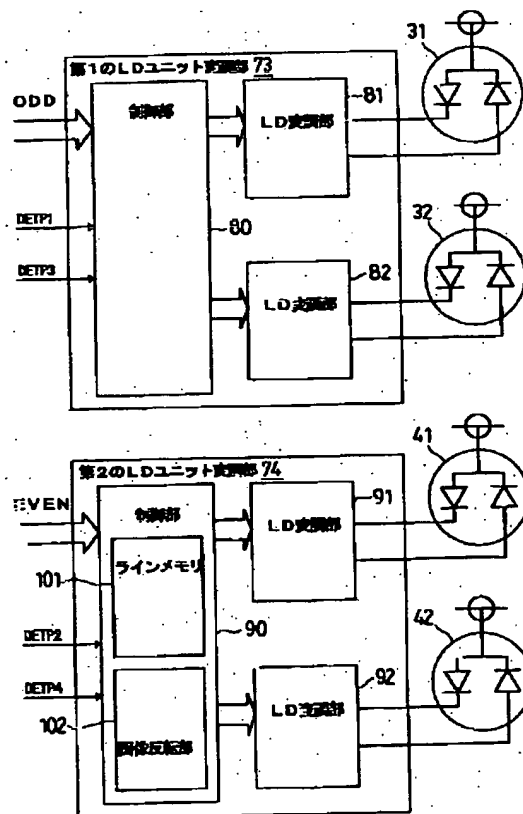 第1のLDユニット変調部 73
31
ODD
制御部
81
LD変調部
DETP1
80
32
DETP3
82
LD変調部
第2のLDユニット変調部 74
41
EVEN
制御部
91
LD変調部
101
ラインメモリ
DETP2
90
42
DETP4
92
102
LD変調部
画像反転部